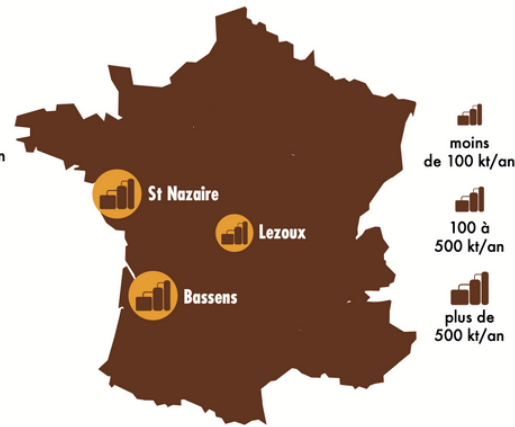 St Nazaire
Lezoux
Bassens
moins
de 100 kt/an
100 à
500 kt/an
plus de
500 kt/an